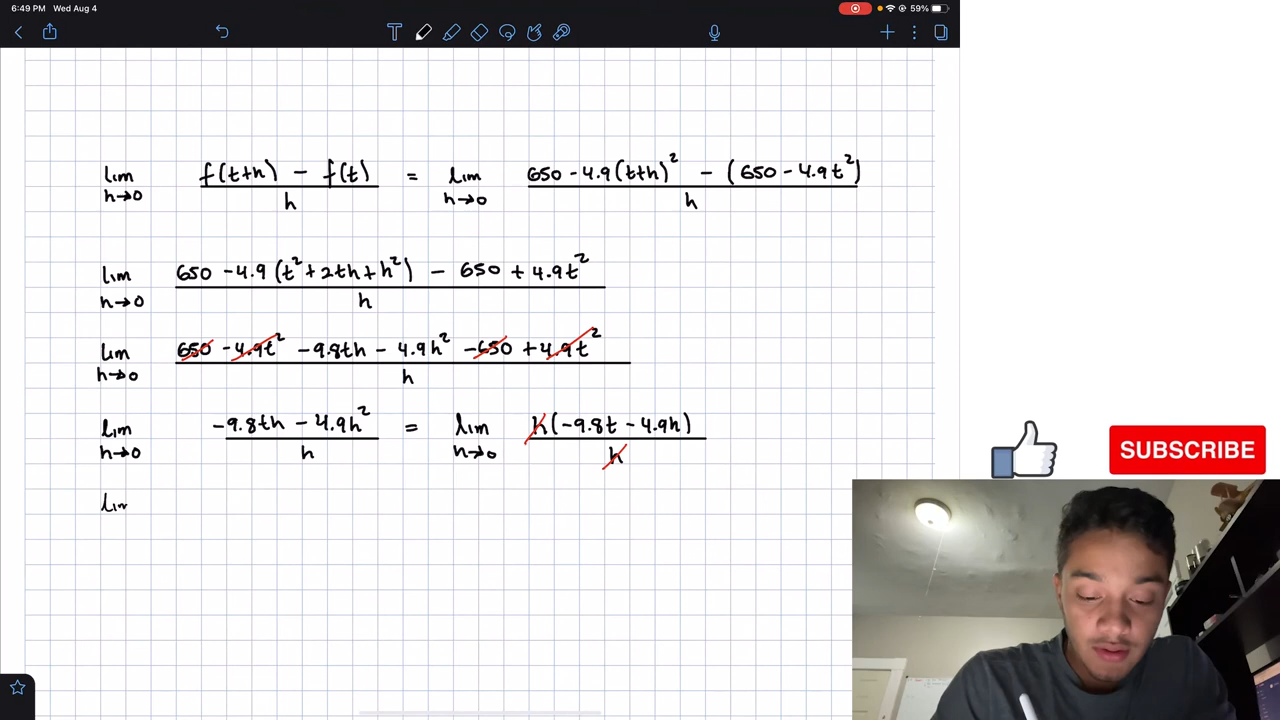 6:49 PM Wed Aug 4 59%
T
lim h→0 f(t+h) - f(t) / h = lim h→0 650 - 4.9(t+h)² - (650 - 4.9t²) / h
lim h→0 650 - 4.9(t² + 2th + h²) - 650 + 4.9t² / h
lim h→0 650 - 4.9t² - 9.8th - 4.9h² - 650 + 4.9t² / h
lim h→0 -9.8th - 4.9h² / h = lim h→0 h(-9.8t - 4.9h) / h
SUBSCRIBE
lim